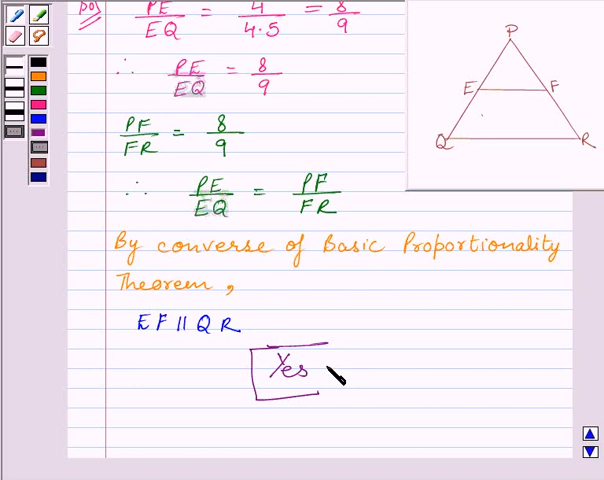 PE/EQ = 4/4.5 = 8/9
∴ PE/EQ = 8/9
PF/FR = 8/9
∴ PE/EQ = PF/FR
By converse of Basic Proportionality
Theorem,
EF || QR
Yes
P
E F
Q R